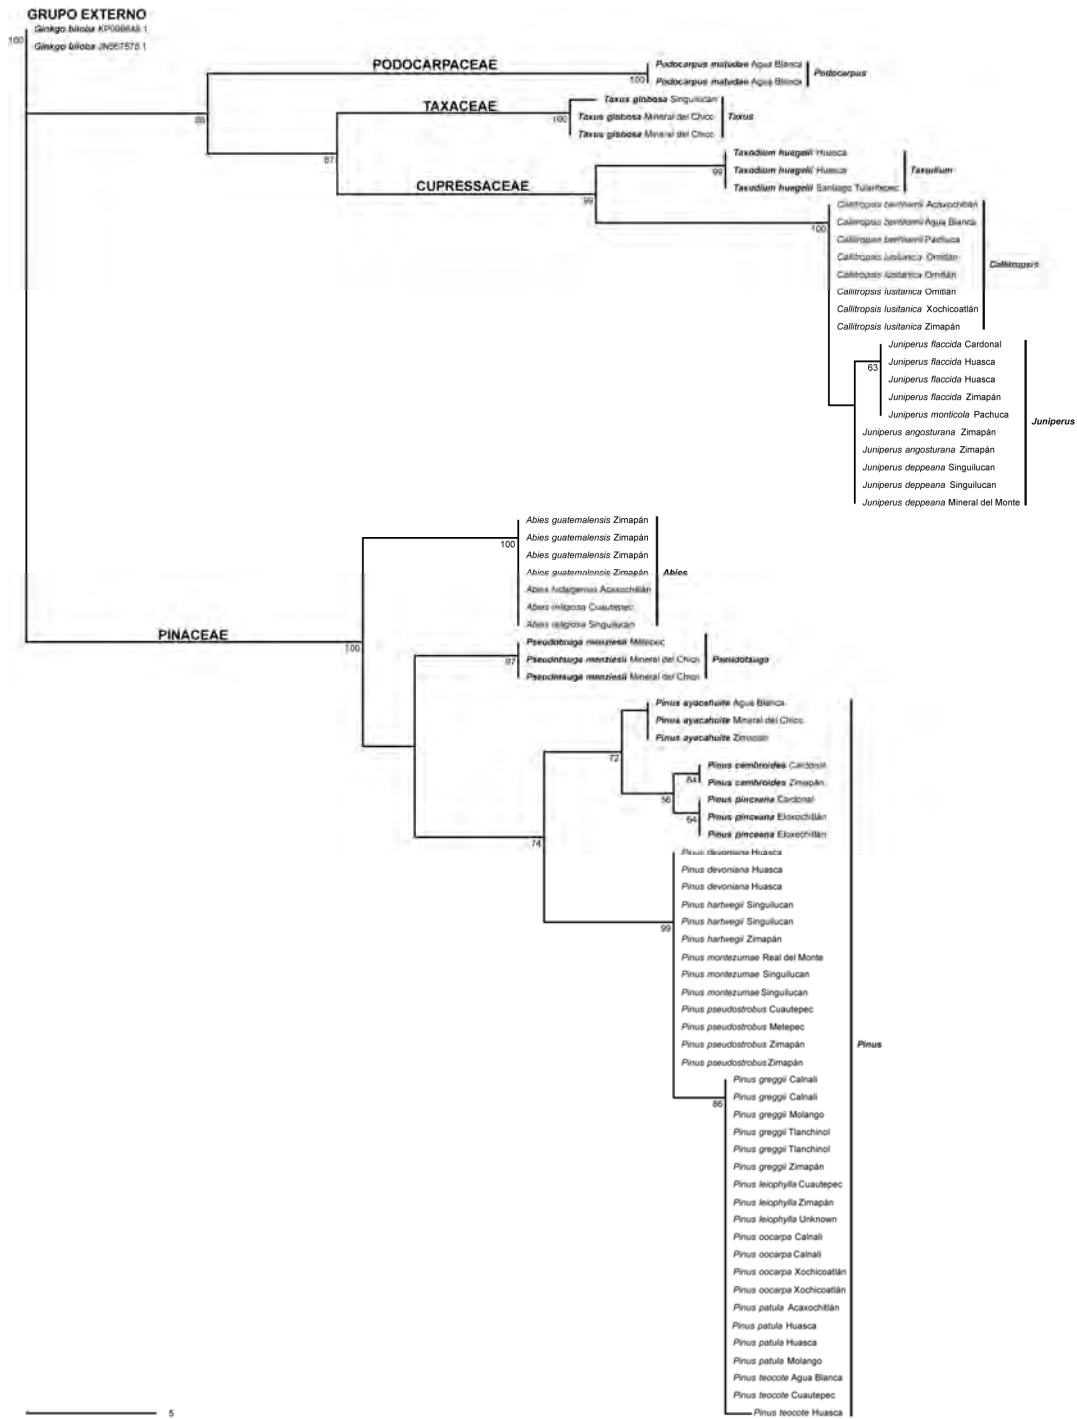 GRUPO EXTERNO
Ginkgo biloba
100
Ginkgo biloba
PODOCARPACEAE
Podocarpus matudae Agua Blanca
100
Podocarpus matudae Agua Blanca
Podocarpus
TAXACEAE
Taxus globosa Singuilucan
100
Taxus globosa Mineral del Chico
Taxus globosa Mineral del Chico
Taxus
87
Taxodium huegelii Huasca
99
Taxodium huegelii Huasca
Taxodium huegelii Santiago Tulantepec
Taxodium
CUPRESSACEAE
99
Callitropsis benthamii Acaxochitlán
Callitropsis benthamii Agua Blanca
100
Callitropsis benthamii Pachuca
Callitropsis lusitanica Omitlán
Callitropsis lusitanica Omitlán
Callitropsis lusitanica Omitlán
Callitropsis lusitanica Xochicoatlán
Callitropsis lusitanica Zimapán
Callitropsis
Juniperus flaccida Cardonal
Juniperus flaccida Huasca
63
Juniperus flaccida Huasca
Juniperus flaccida Zimapán
Juniperus monticola Pachuca
Juniperus angosturana Zimapán
Juniperus angosturana Zimapán
Juniperus deppeana Singuilucan
Juniperus deppeana Singuilucan
Juniperus deppeana Mineral del Monte
Juniperus
Abies guatemalensis Zimapán
Abies guatemalensis Zimapán
100
Abies guatemalensis Zimapán
Abies guatemalensis Zimapán
Abies hidalgensis Acaxochitlán
Abies religiosa Cuautepec
Abies religiosa Singuilucan
Abies
PINACEAE
100
Pseudotsuga menziesii Metepec
97
Pseudotsuga menziesii Mineral del Chico
Pseudotsuga menziesii Mineral del Chico
Pseudotsuga
Pinus ayacahuite Agua Blanca
Pinus ayacahuite Mineral del Chico
Pinus ayacahuite Zimapán
72
Pinus cembroides Cardonal
64
Pinus cembroides Zimapán
56
Pinus pinceana Cardonal
64
Pinus pinceana Eloxochitlán
Pinus pinceana Eloxochitlán
74
Pinus devoniana Huasca
Pinus devoniana Huasca
Pinus devoniana Huasca
Pinus hartwegii Singuilucan
Pinus hartwegii Singuilucan
99
Pinus hartwegii Zimapán
Pinus montezumae Real del Monte
Pinus montezumae Singuilucan
Pinus montezumae Singuilucan
Pinus pseudostrobus Cuautepec
Pinus pseudostrobus Metepec
Pinus pseudostrobus Zimapán
Pinus pseudostrobus Zimapán
Pinus
Pinus greggii Calnali
Pinus greggii Calnali
86
Pinus greggii Molango
Pinus greggii Tlanchinol
Pinus greggii Tlanchinol
Pinus greggii Zimapán
Pinus leiophylla Cuautepec
Pinus leiophylla Zimapán
Pinus leiophylla Unknown
Pinus oocarpa Calnali
Pinus oocarpa Calnali
Pinus oocarpa Xochicoatlán
Pinus oocarpa Xochicoatlán
Pinus patula Acaxochitlán
Pinus patula Huasca
Pinus patula Huasca
Pinus patula Molango
Pinus teocote Agua Blanca
Pinus teocote Cuautepec
Pinus teocote Huasca
5